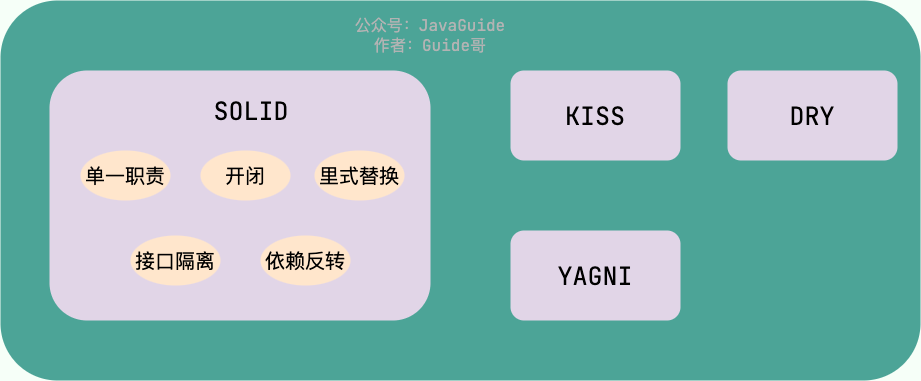 公众号：JavaGuide
作者：Guide哥
SOLID
单一职责
开闭
里式替换
接口隔离
依赖反转
KISS
DRY
YAGNI